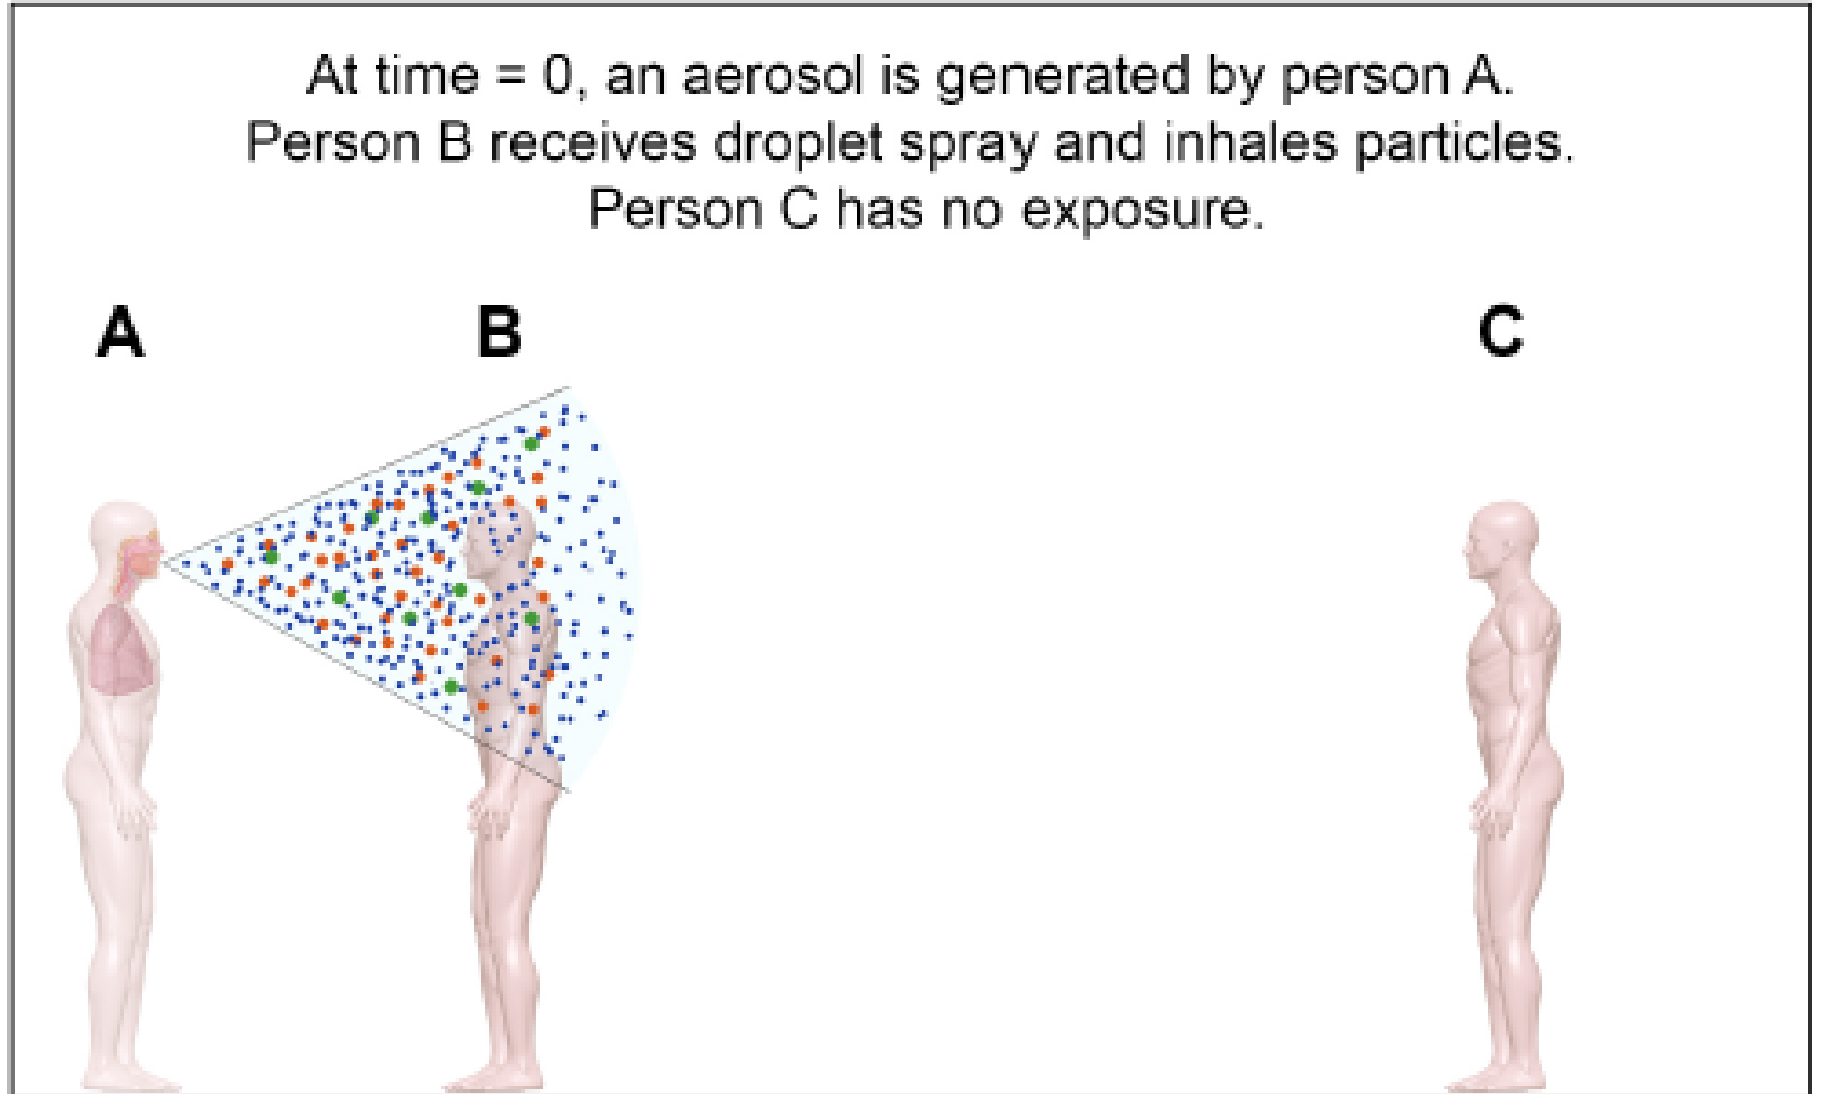 At time = 0, an aerosol is generated by person A.
Person B receives droplet spray and inhales particles.
Person C has no exposure.
A
B
C